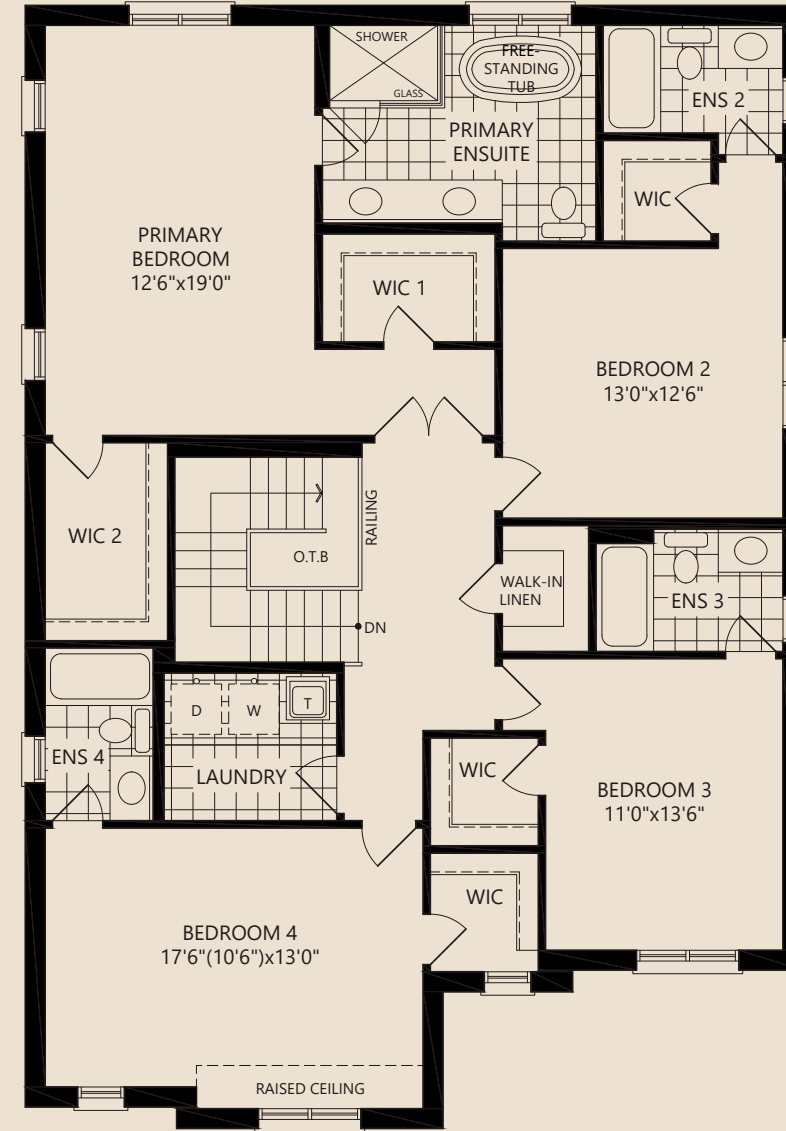 SHOWER
GLASS
FREE-
STANDING
TUB
PRIMARY
ENSUITE
ENS 2
WIC
PRIMARY
BEDROOM
12'6"x19'0"
WIC 1
BEDROOM 2
13'0"x12'6"
WIC 2
RAILING
O.T.B
DN
WALK-IN
LINEN
ENS 3
D
W
T
ENS 4
LAUNDRY
WIC
BEDROOM 3
11'0"x13'6"
WIC
BEDROOM 4
17'6"(10'6")x13'0"
RAISED CEILING